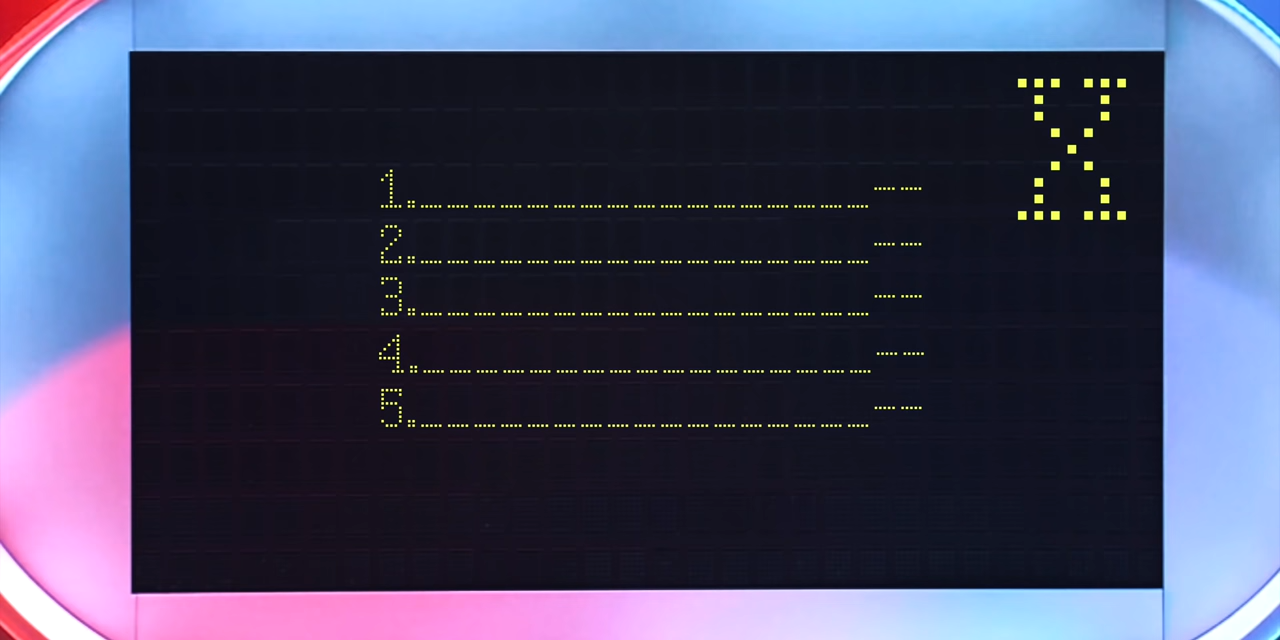 X
1. _ _ _ _ _ _ _ _ _ _ _ _ _ _ _ _ _ --
2. _ _ _ _ _ _ _ _ _ _ _ _ _ _ _ _ _ --
3. _ _ _ _ _ _ _ _ _ _ _ _ _ _ _ _ _ --
4. _ _ _ _ _ _ _ _ _ _ _ _ _ _ _ _ _ --
5. _ _ _ _ _ _ _ _ _ _ _ _ _ _ _ _ _ --